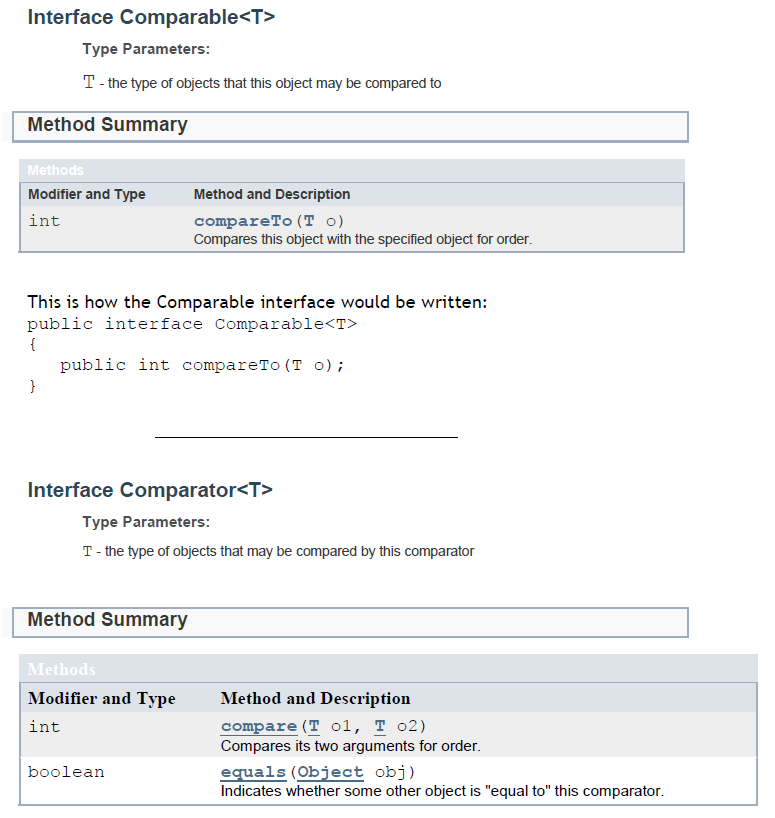 Interface Comparable<T>
Type Parameters:
T - the type of objects that this object may be compared to
Method Summary
Methods
Modifier and Type Method and Description
int compareTo(T o)
Compares this object with the specified object for order.
This is how the Comparable interface would be written:
public interface Comparable<T>
{
public int compareTo(T o);
}
Interface Comparator<T>
Type Parameters:
T - the type of objects that may be compared by this comparator
Method Summary
Methods
Modifier and Type Method and Description
int compare(T o1, T o2)
Compares its two arguments for order.
boolean equals(Object obj)
Indicates whether some other object is "equal to" this comparator.